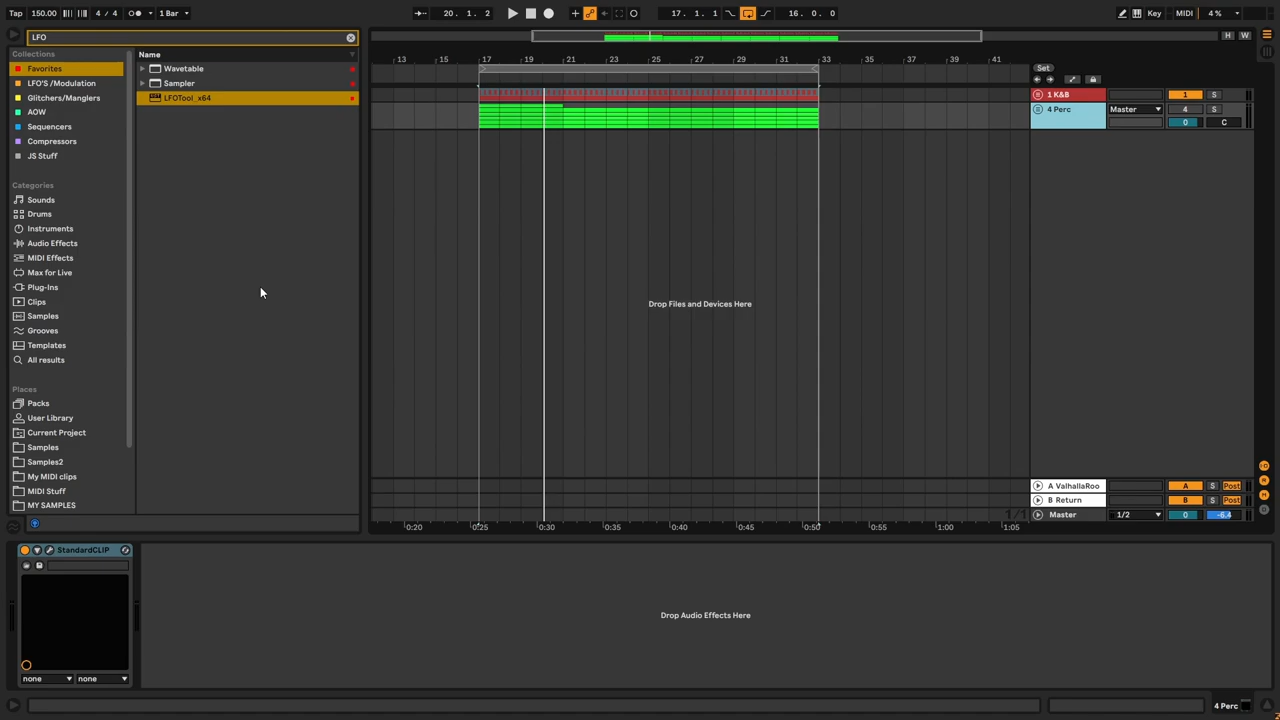 Tap 150.00 4 / 4 1 Bar 20. 1. 2 17. 1. 1 16. 0. 0 Key MIDI 4 %
LFO
H W
Collections
Favorites
LFO'S /Modulation
Glitchers/Manglers
AOW
Sequencers
Compressors
JS Stuff
Categories
Sounds
Drums
Instruments
Audio Effects
MIDI Effects
Max for Live
Plug-Ins
Clips
Samples
Grooves
Templates
All results
Places
Packs
User Library
Current Project
Samples
Samples2
My MIDI clips
MIDI Stuff
MY SAMPLES
Name
Wavetable
Sampler
LFOTool_x64
13 15 17 19 21 23 25 27 29 31 33 35 37 39 41
Set
1 K&B 1 S
4 Perc Master 4 S
0 C
Drop Files and Devices Here
A ValhallaRoo A S Post
B Return B S Post
1/1 Master 1/2 0 -6.4
0:20 0:25 0:30 0:35 0:40 0:45 0:50 0:55 1:00 1:05
StandardCLIP
Drop Audio Effects Here
none none
4 Perc